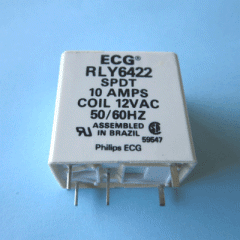 ECG®
RLY6422
SPDT
10 AMPS
COIL 12VAC
50/60HZ
ASSEMBLED
IN BRAZIL
59547
Philips ECG